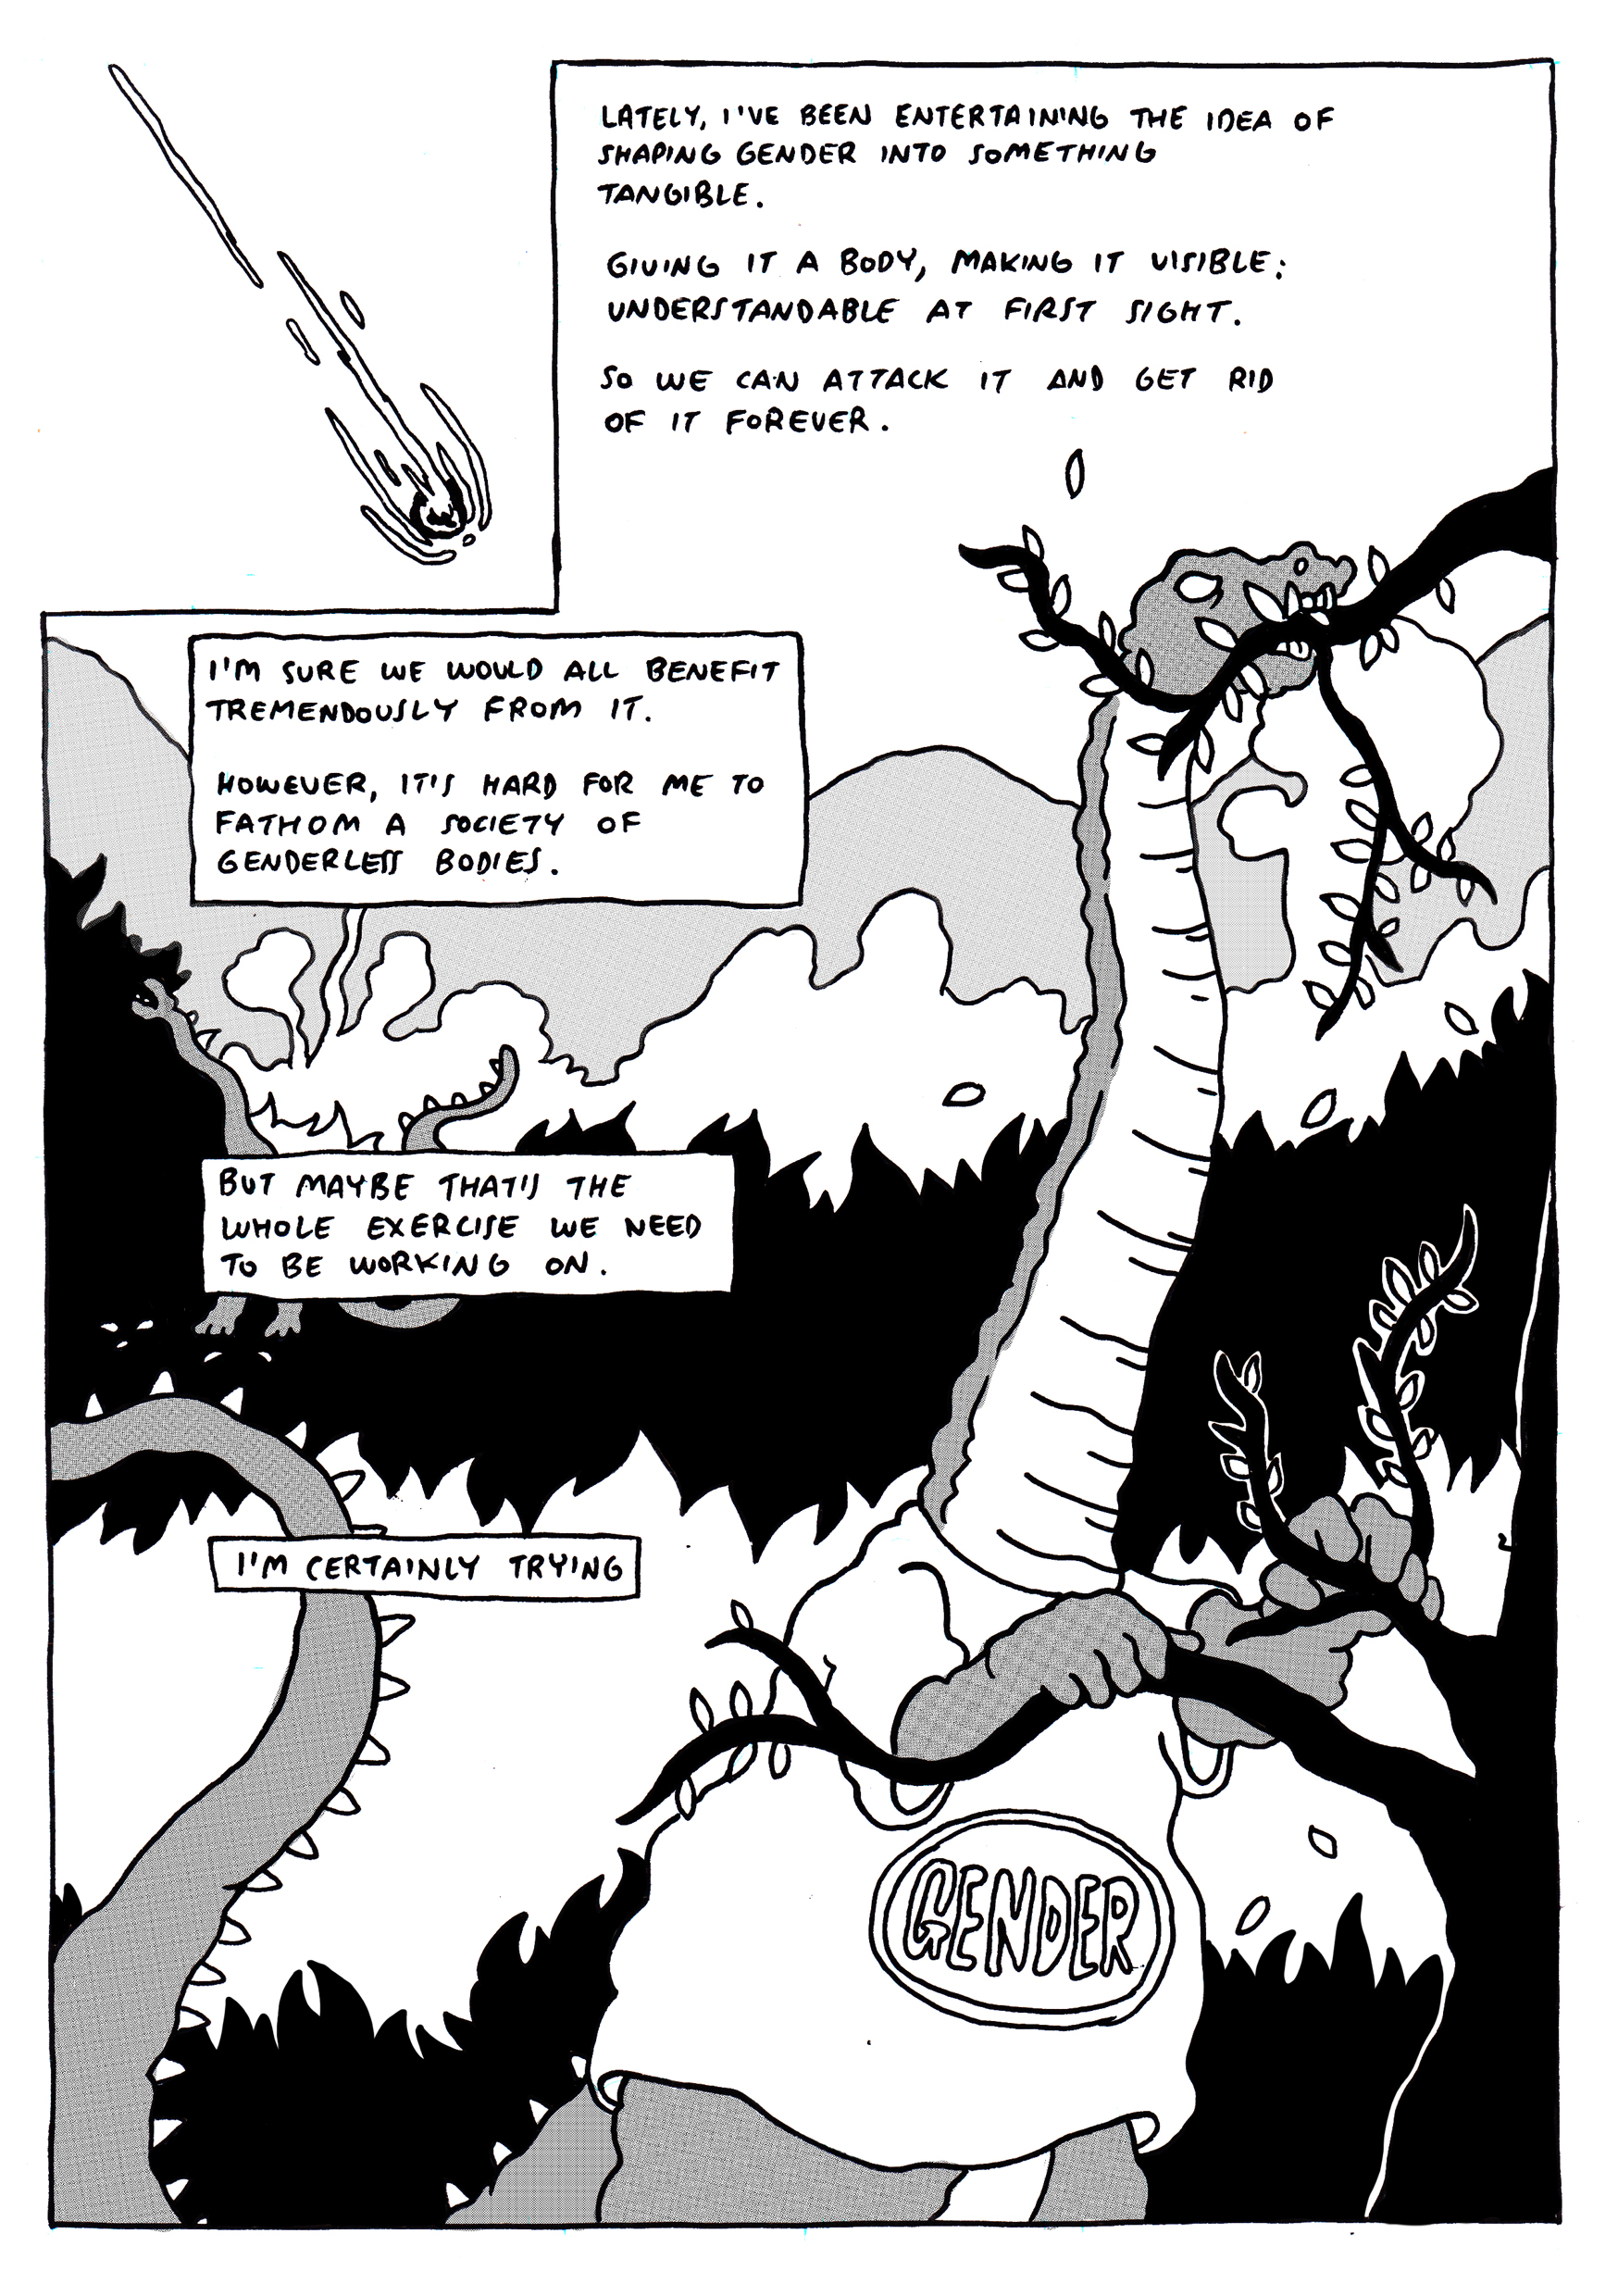 LATELY, I'VE BEEN ENTERTAINING THE IDEA OF
SHAPING GENDER INTO SOMETHING
TANGIBLE.
GIVING IT A BODY, MAKING IT VISIBLE;
UNDERSTANDABLE AT FIRST SIGHT.
SO WE CAN ATTACK IT AND GET RID
OF IT FOREVER.
I'M SURE WE WOULD ALL BENEFIT
TREMENDOUSLY FROM IT.
HOWEVER, IT'S HARD FOR ME TO
FATHOM A SOCIETY OF
GENDERLESS BODIES.
BUT MAYBE THAT'S THE
WHOLE EXERCISE WE NEED
TO BE WORKING ON.
I'M CERTAINLY TRYING
GENDER